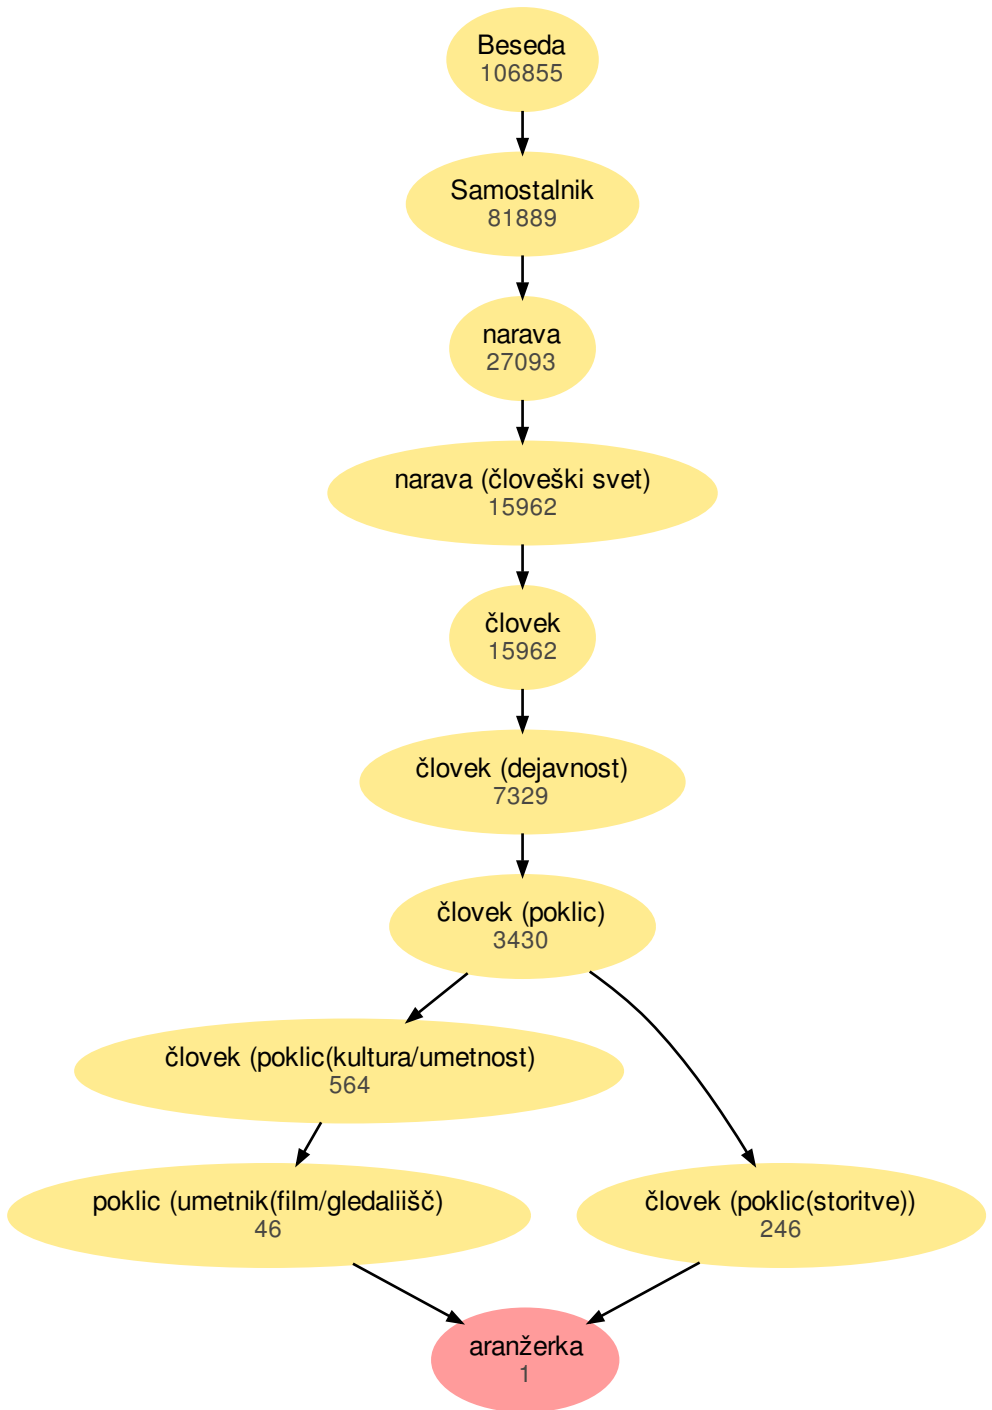 Beseda
106855
Samostalnik
81889
narava
27093
narava (človeški svet)
15962
človek
15962
človek (dejavnost)
7329
človek (poklic)
3430
človek (poklic(kultura/umetnost)
564
poklic (umetnik(film/gledaliišč)
46
človek (poklic(storitve))
246
aranžerka
1